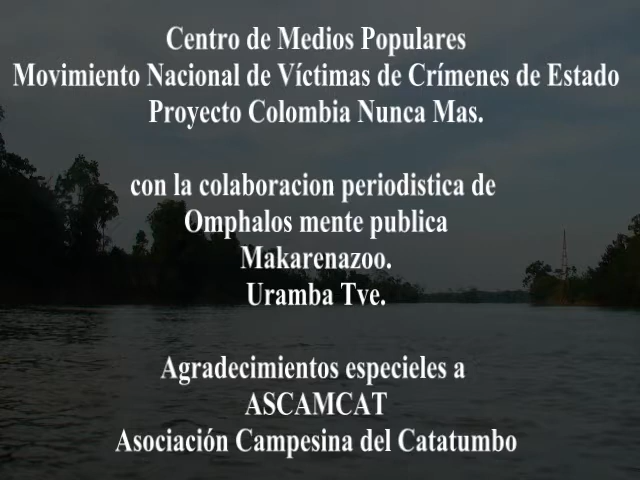 Centro de Medios Populares
Movimiento Nacional de Víctimas de Crímenes de Estado
Proyecto Colombia Nunca Mas.
con la colaboracion periodistica de
Omphalos mente publica
Makarenazoo.
Uramba Tve.
Agradecimientos especieles a
ASCAMCAT
Asociación Campesina del Catatumbo